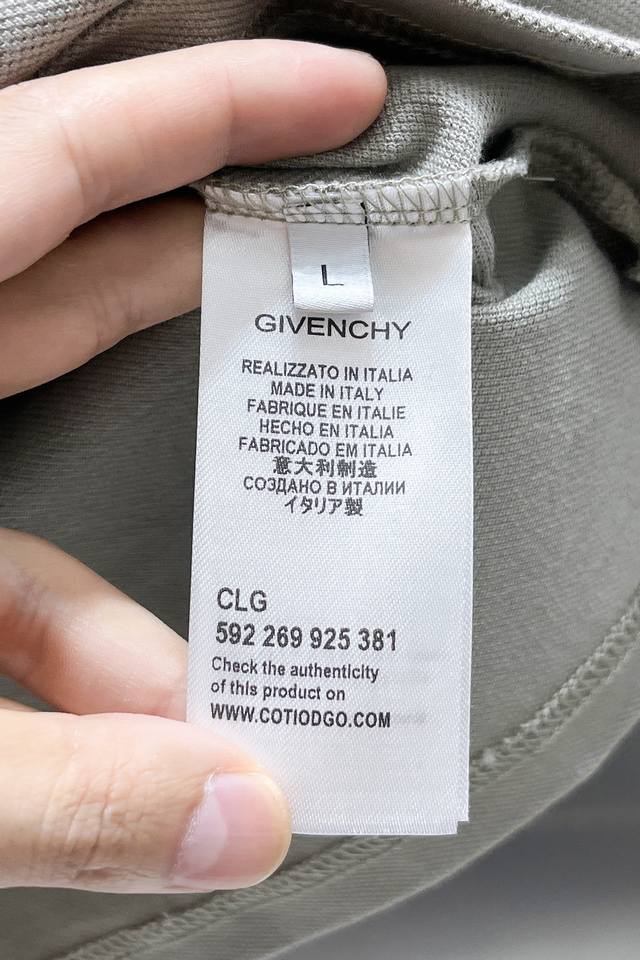 L
GIVENCHY
REALIZZATO IN ITALIA
MADE IN ITALY
FABRIQUE EN ITALIE
HECHO EN ITALIA
FABRICADO EM ITALIA
意大利制造
СОЗДАНО В ИТАЛИИ
イタリア製
CLG
592 269 925 381
Check the authenticity
of this product on
WWW.COTIODGO.COM